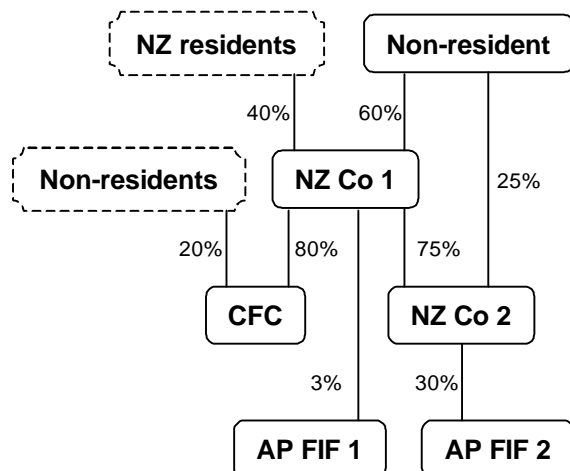 NZ residents
Non-resident
40%
60%
Non-residents
NZ Co 1
25%
20%
80%
75%
CFC
NZ Co 2
3%
30%
AP FIF 1
AP FIF 2